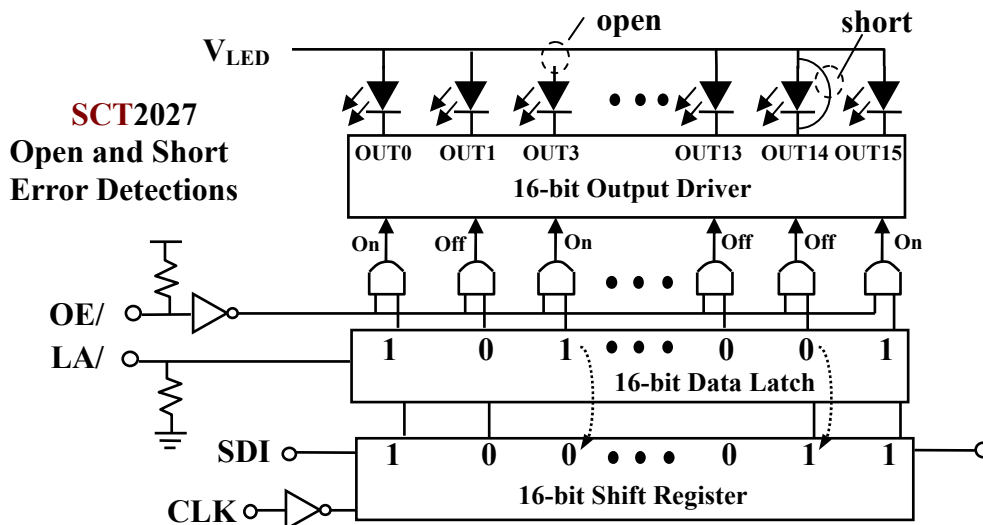 open
short
VLED
SCT2027
Open and Short
Error Detections
OUT0 OUT1 OUT3 OUT13 OUT14 OUT15
16-bit Output Driver
On Off On Off Off On
OE/
LA/
1 0 1 0 0 1
16-bit Data Latch
SDI
1 0 0 0 1 1
16-bit Shift Register
CLK